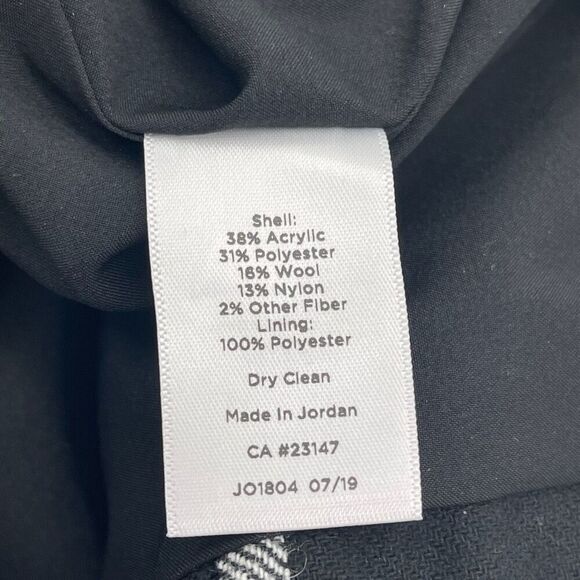 Shell:
38% Acrylic
31% Polyester
16% Wool
13% Nylon
2% Other Fiber
Lining:
100% Polyester
Dry Clean
Made In Jordan
CA #23147
JO1804 07/19